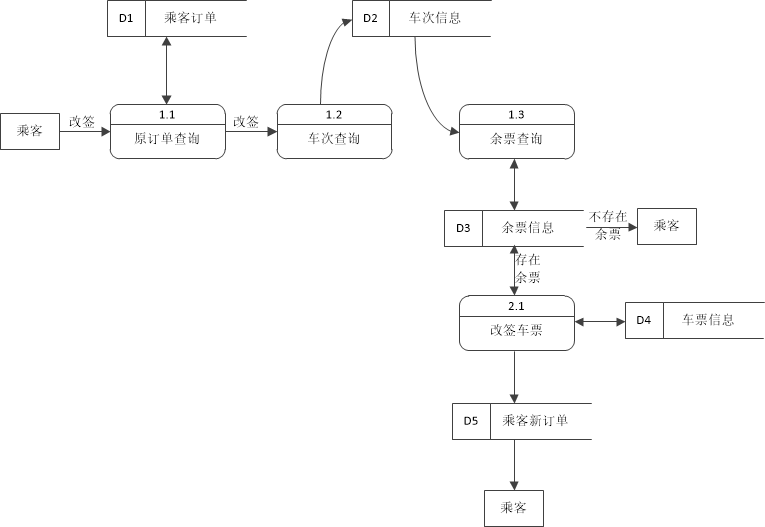 D1 乘客订单
D2 车次信息
1.1
1.2
1.3
乘客
改签
原订单查询
改签
车次查询
余票查询
D3 余票信息
不存在
余票
乘客
存在
余票
2.1
改签车票
D4 车票信息
D5 乘客新订单
乘客